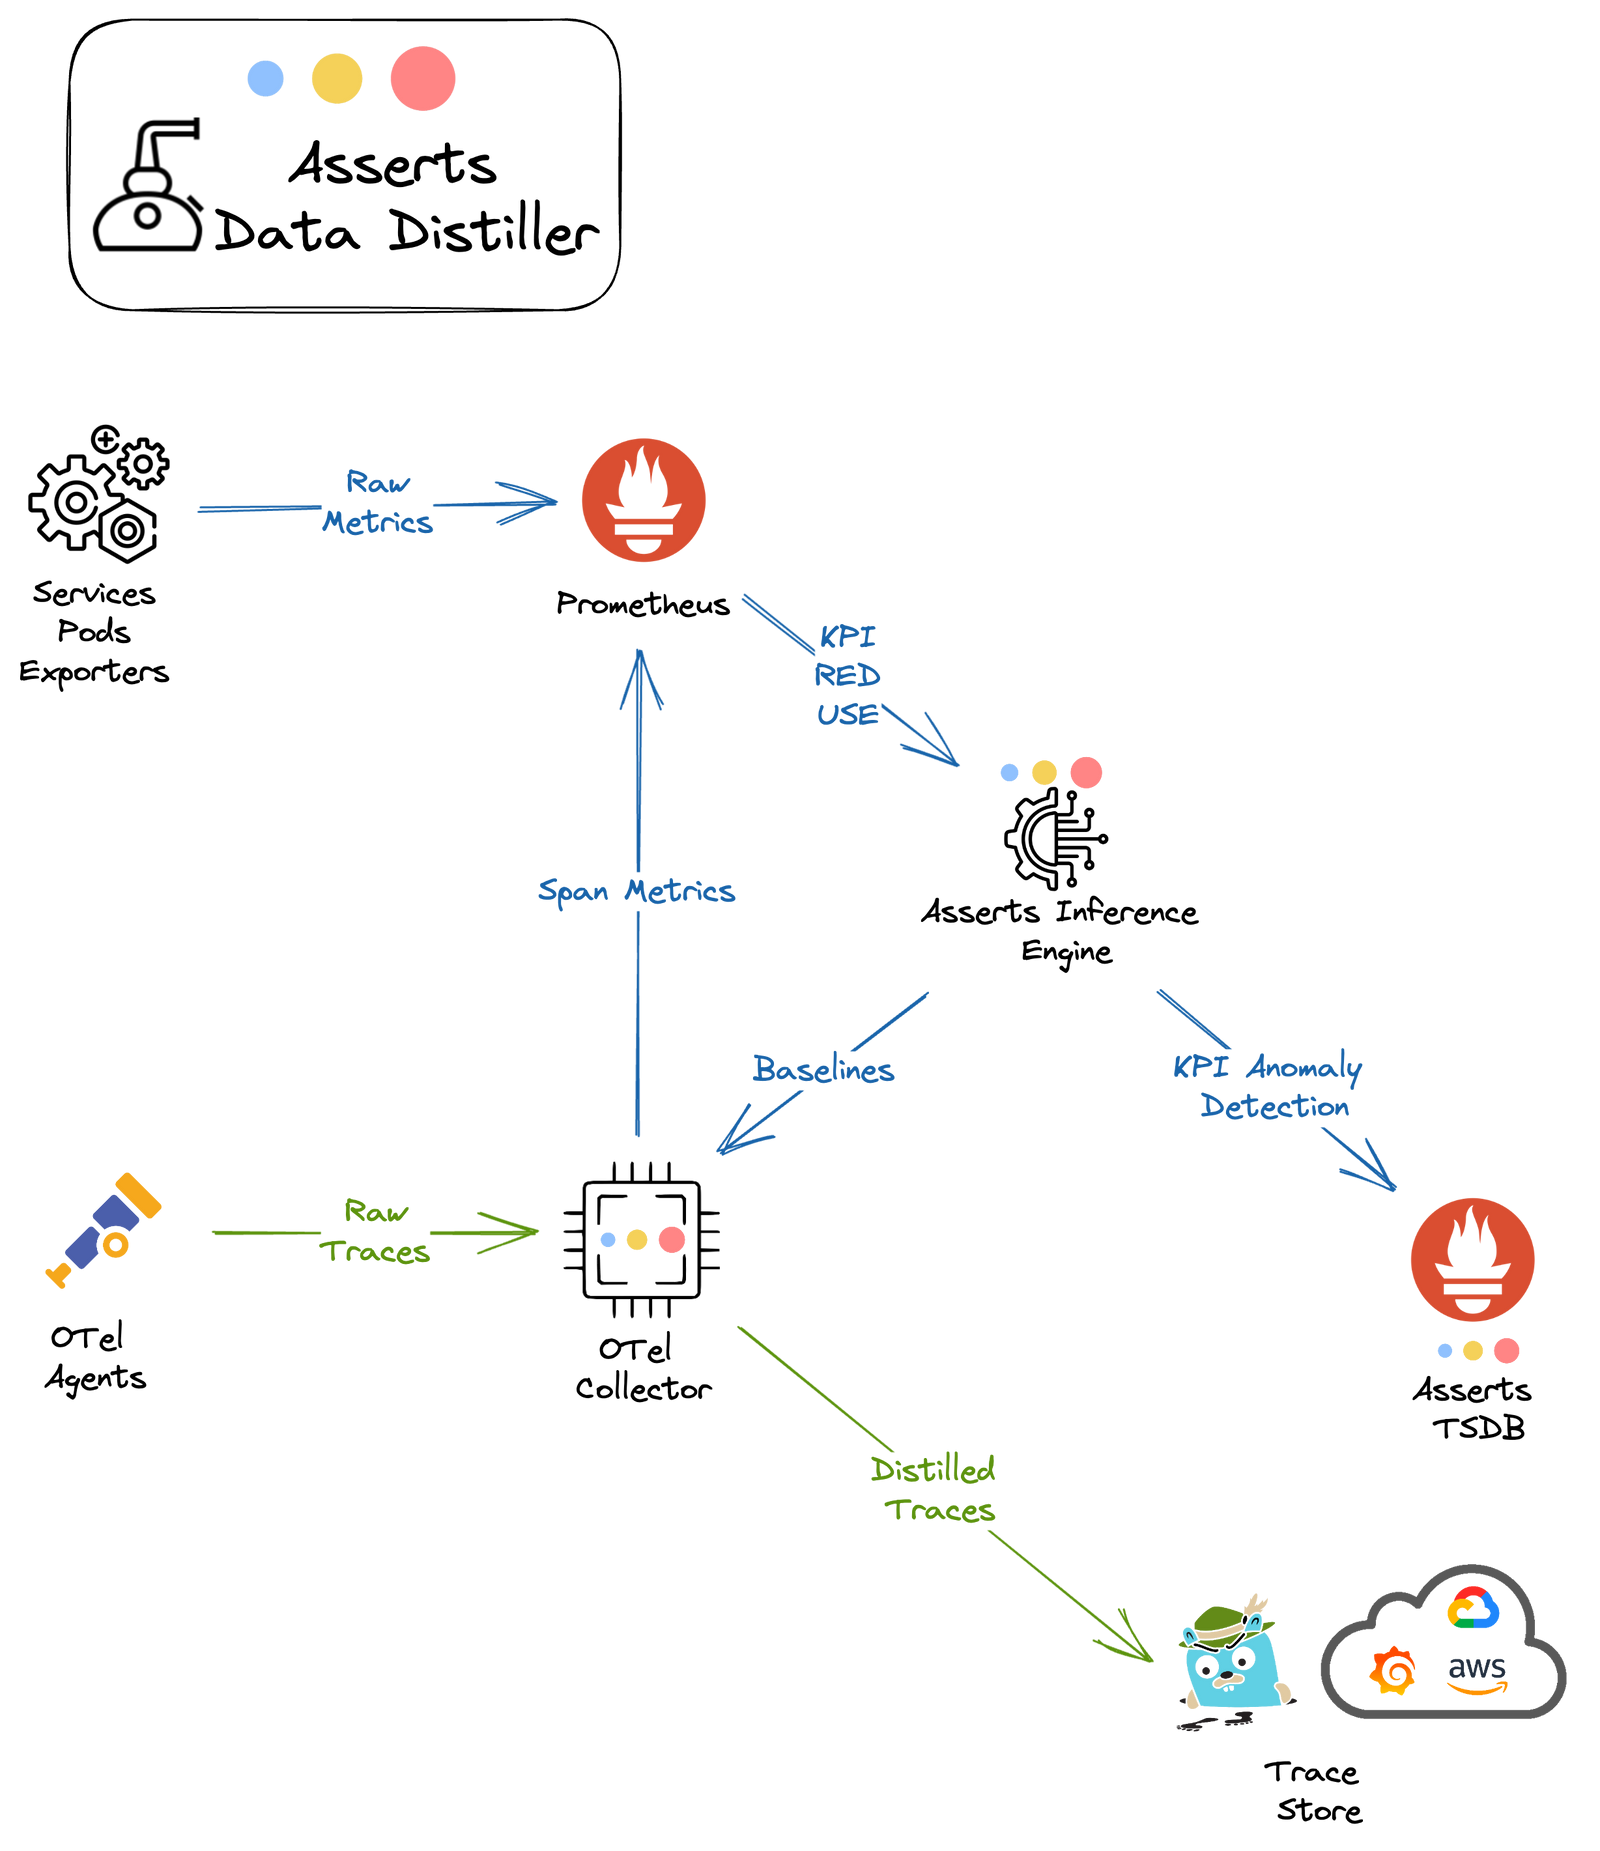 Asserts
Data Distiller
Raw
Metrics
Services
Pods
Exporters
Prometheus
KPI
RED
USE
Span Metrics
Asserts Inference
Engine
Baselines
KPI Anomaly
Detection
Raw
Traces
OTel
Agents
OTel
Collector
Asserts
TSDB
Distilled
Traces
aws
Trace
Store